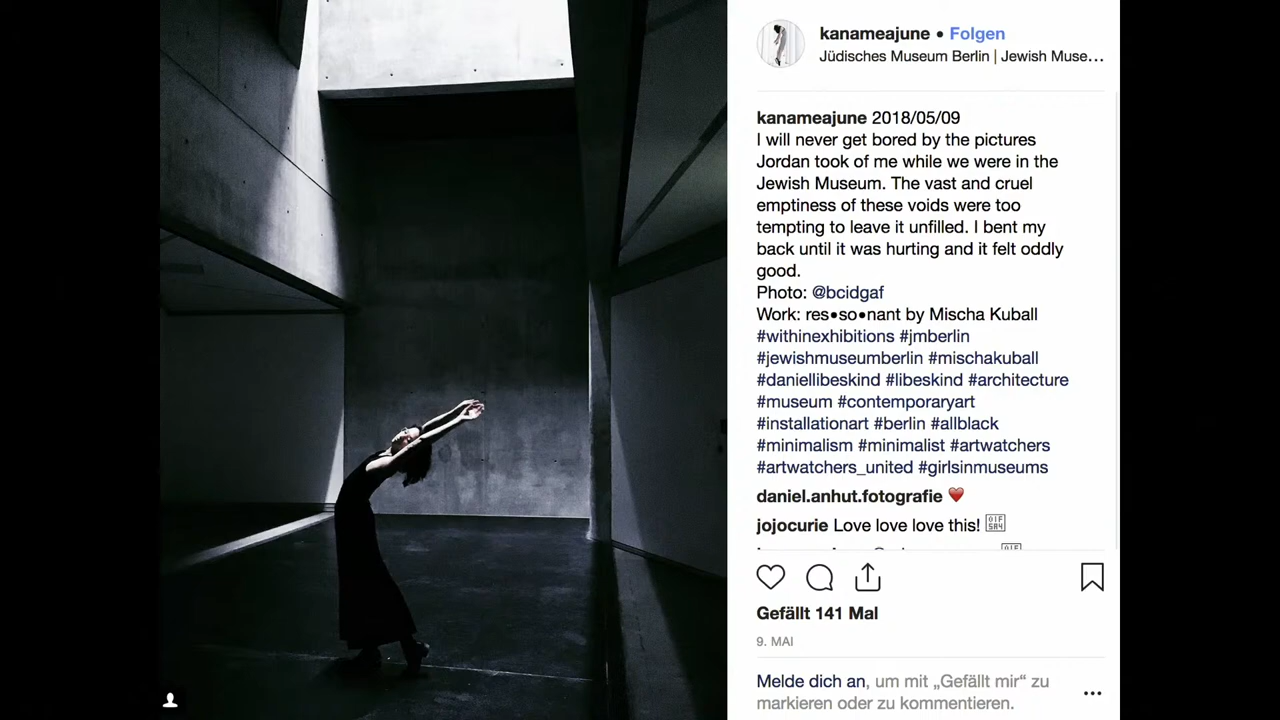 kanameajune • Folgen
Jüdisches Museum Berlin | Jewish Muse…
kanameajune 2018/05/09
I will never get bored by the pictures
Jordan took of me while we were in the
Jewish Museum. The vast and cruel
emptiness of these voids were too
tempting to leave it unfilled. I bent my
back until it was hurting and it felt oddly
good.
Photo: @bcidgaf
Work: res•so•nant by Mischa Kuball
#withinexhibitions #jmberlin
#jewishmuseumberlin #mischakuball
#daniellibeskind #libeskind #architecture
#museum #contemporaryart
#installationart #berlin #allblack
#minimalism #minimalist #artwatchers
#artwatchers_united #girlsinmuseums
daniel.anhut.fotografie ❤️
jojocurie Love love love this!
Gefällt 141 Mal
9. MAI
Melde dich an, um mit „Gefällt mir“ zu
markieren oder zu kommentieren.